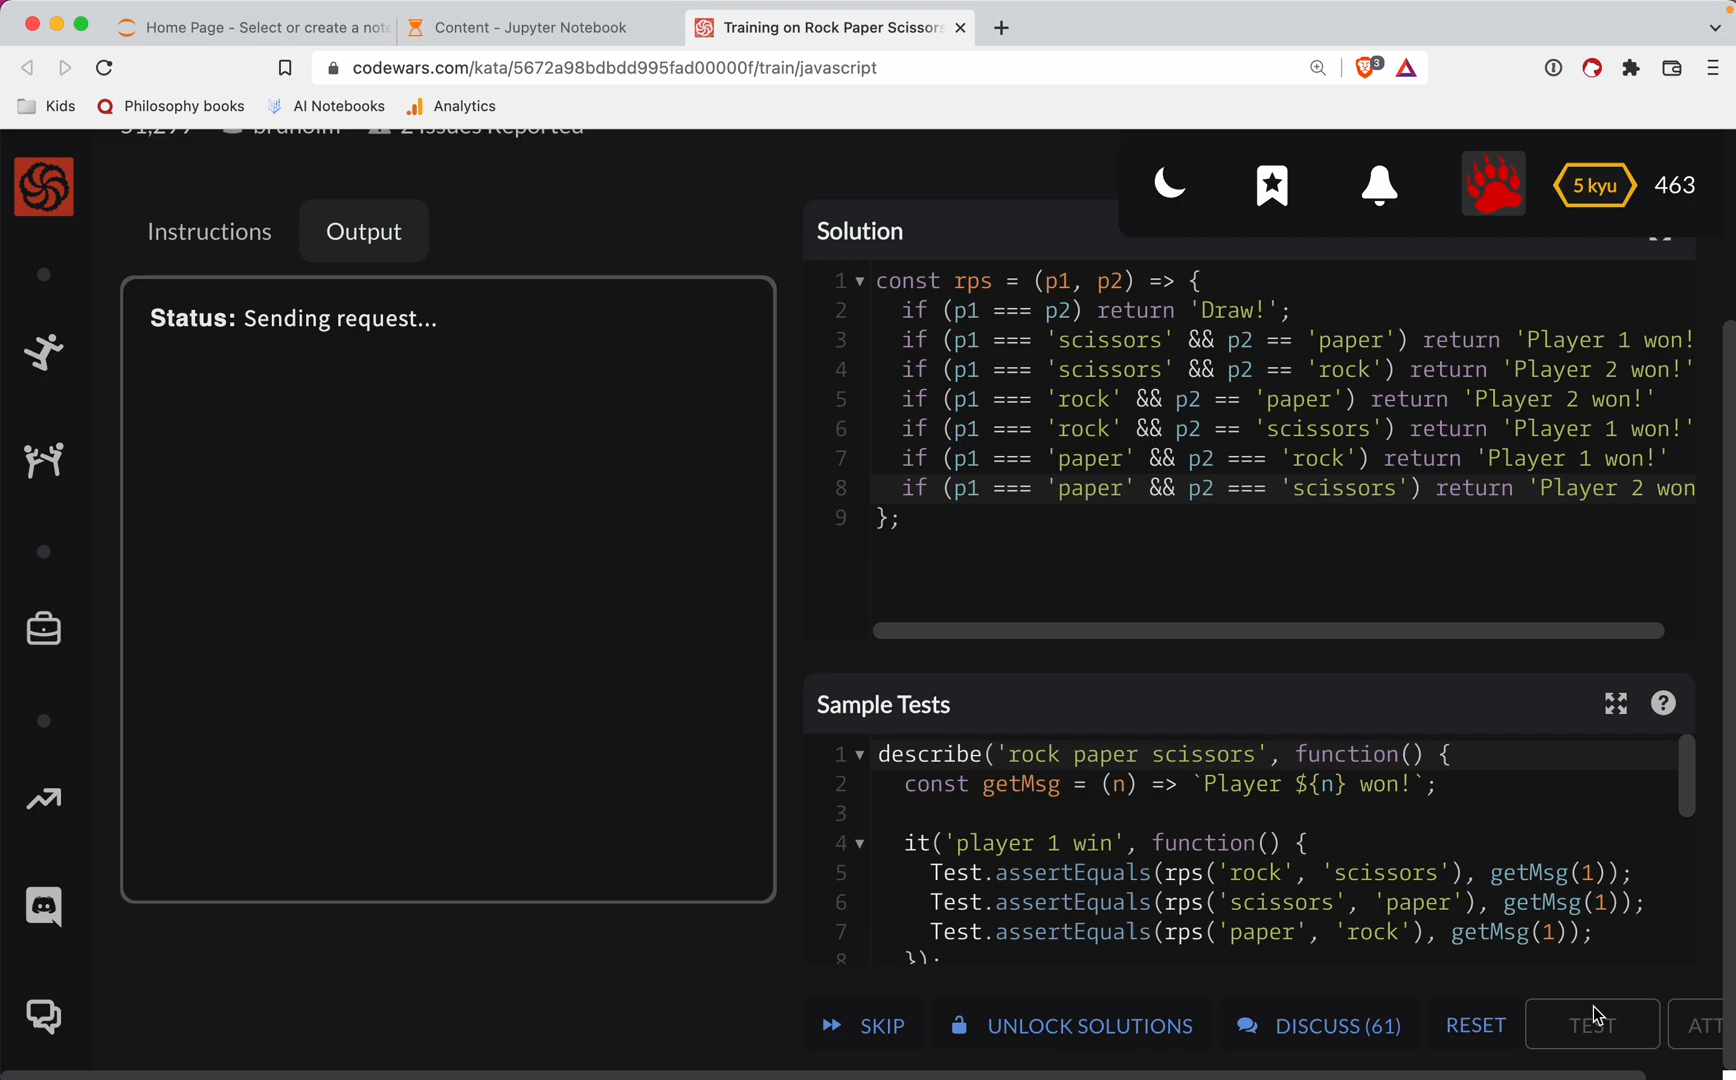 Home Page - Select or create a note
Content - Jupyter Notebook
Training on Rock Paper Scissors
codewars.com/kata/5672a98bdbdd995fad00000f/train/javascript
3
Kids
Philosophy books
AI Notebooks
Analytics
2 Issues Reported
5 kyu
463
Instructions
Output
Solution
Status: Sending request...
1 const rps = (p1, p2) => {
2 if (p1 === p2) return 'Draw!';
3 if (p1 === 'scissors' && p2 == 'paper') return 'Player 1 won!
4 if (p1 === 'scissors' && p2 == 'rock') return 'Player 2 won!'
5 if (p1 === 'rock' && p2 == 'paper') return 'Player 2 won!'
6 if (p1 === 'rock' && p2 == 'scissors') return 'Player 1 won!'
7 if (p1 === 'paper' && p2 === 'rock') return 'Player 1 won!'
8 if (p1 === 'paper' && p2 === 'scissors') return 'Player 2 won
9 };
Sample Tests
1 describe('rock paper scissors', function() {
2 const getMsg = (n) => `Player ${n} won!`;
3
4 it('player 1 win', function() {
5 Test.assertEquals(rps('rock', 'scissors'), getMsg(1));
6 Test.assertEquals(rps('scissors', 'paper'), getMsg(1));
7 Test.assertEquals(rps('paper', 'rock'), getMsg(1));
8 });
SKIP
UNLOCK SOLUTIONS
DISCUSS (61)
RESET
TEST
ATT